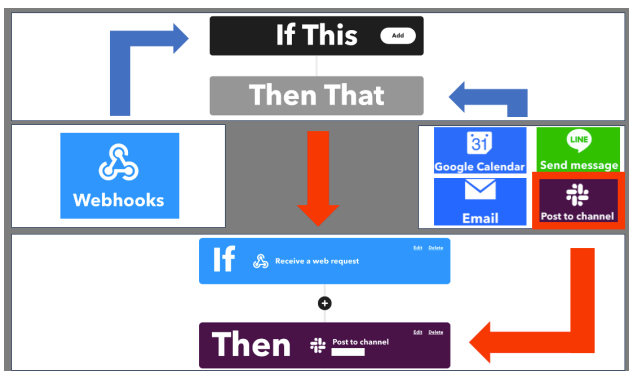 If This
Add
Then That
Webhooks
31
Google Calendar
LINE
Send message
Email
Post to channel
If
Receive a web request
Edit Delete
Then
Post to channel
Edit Delete